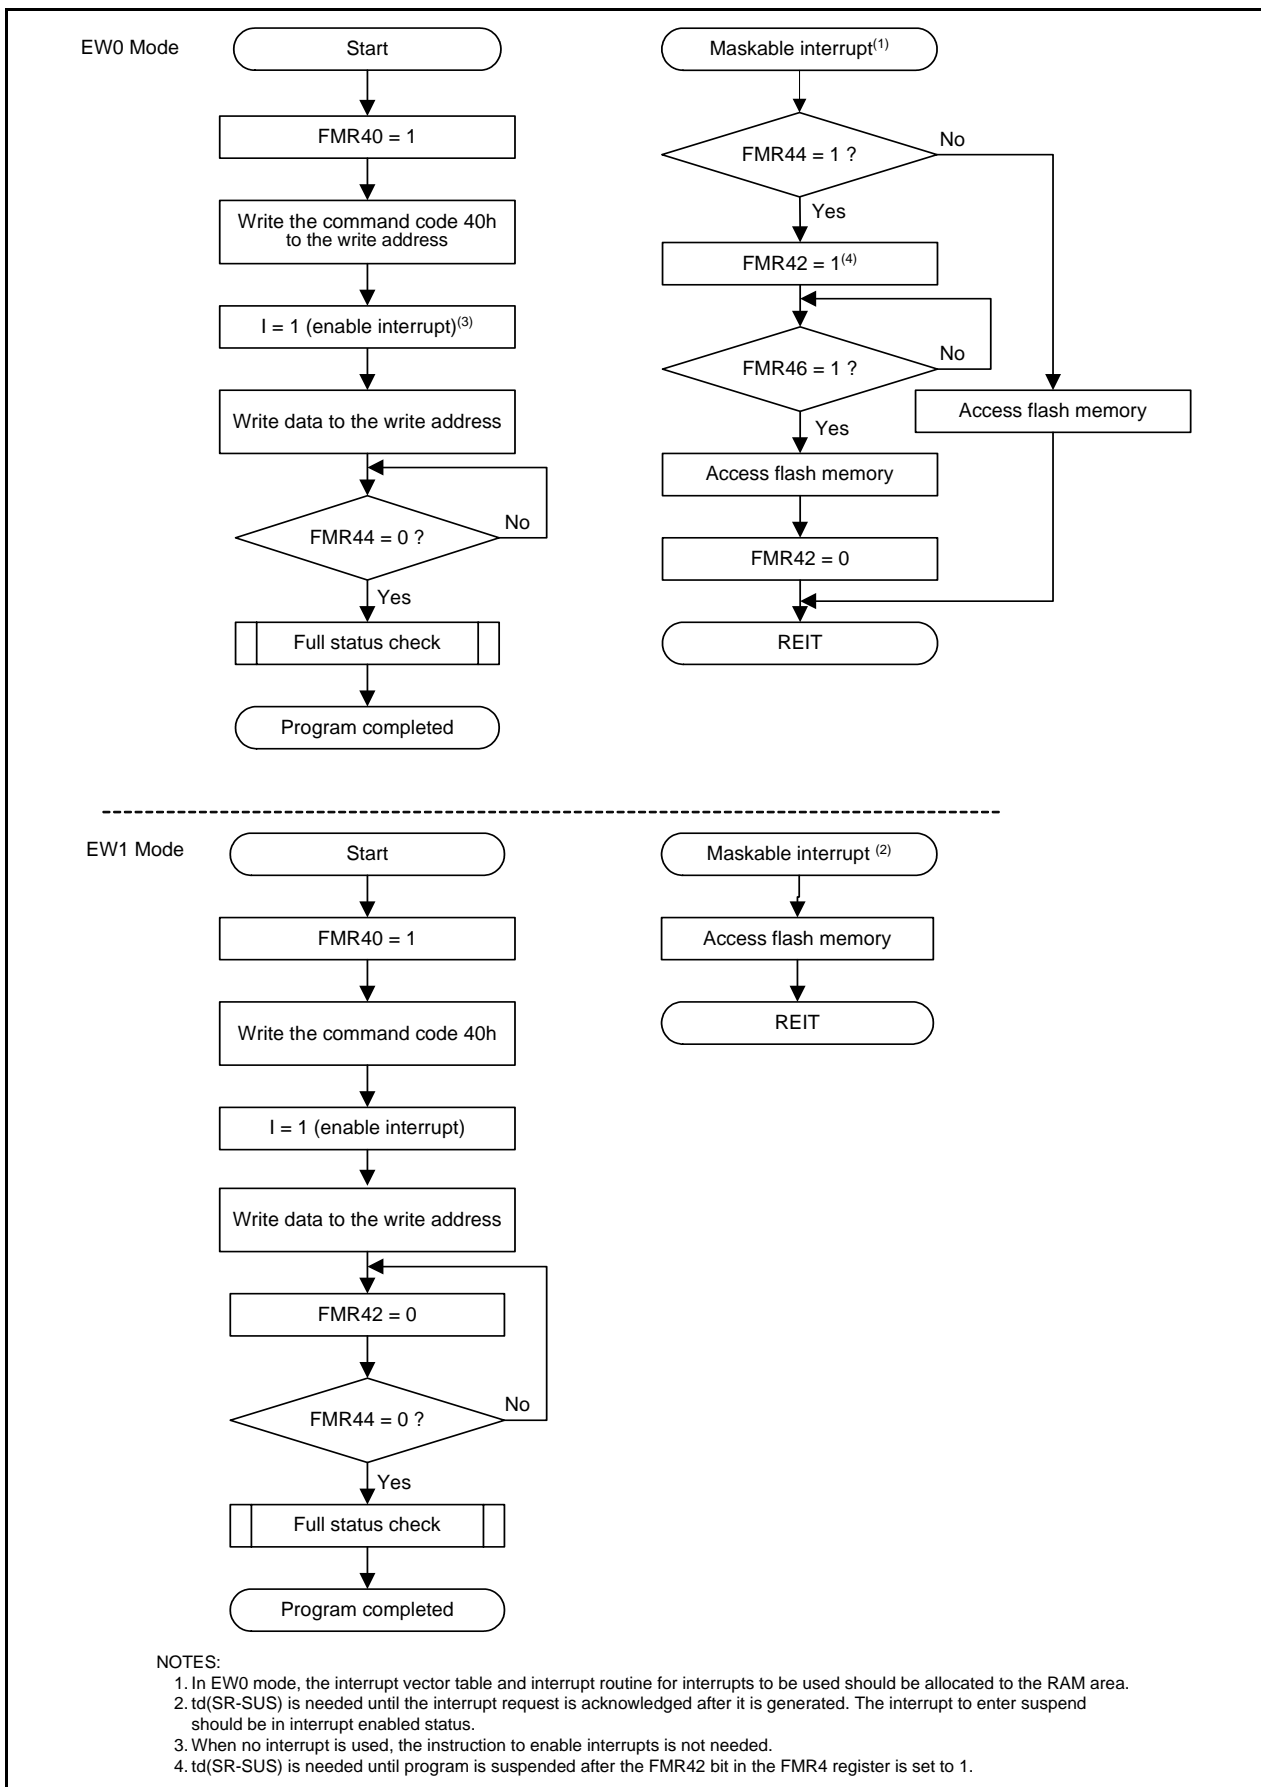 EW0 Mode
Start
FMR40 = 1
Write the command code 40h
to the write address
I = 1 (enable interrupt)(3)
Write data to the write address
FMR44 = 0 ?
No
Yes
Full status check
Program completed
Maskable interrupt(1)
FMR44 = 1 ?
No
Yes
FMR42 = 1(4)
FMR46 = 1 ?
No
Yes
Access flash memory
Access flash memory
FMR42 = 0
REIT
EW1 Mode
Start
FMR40 = 1
Write the command code 40h
I = 1 (enable interrupt)
Write data to the write address
FMR42 = 0
FMR44 = 0 ?
No
Yes
Full status check
Program completed
Maskable interrupt (2)
Access flash memory
REIT
NOTES:
1. In EW0 mode, the interrupt vector table and interrupt routine for interrupts to be used should be allocated to the RAM area.
2. td(SR-SUS) is needed until the interrupt request is acknowledged after it is generated. The interrupt to enter suspend
should be in interrupt enabled status.
3. When no interrupt is used, the instruction to enable interrupts is not needed.
4. td(SR-SUS) is needed until program is suspended after the FMR42 bit in the FMR4 register is set to 1.